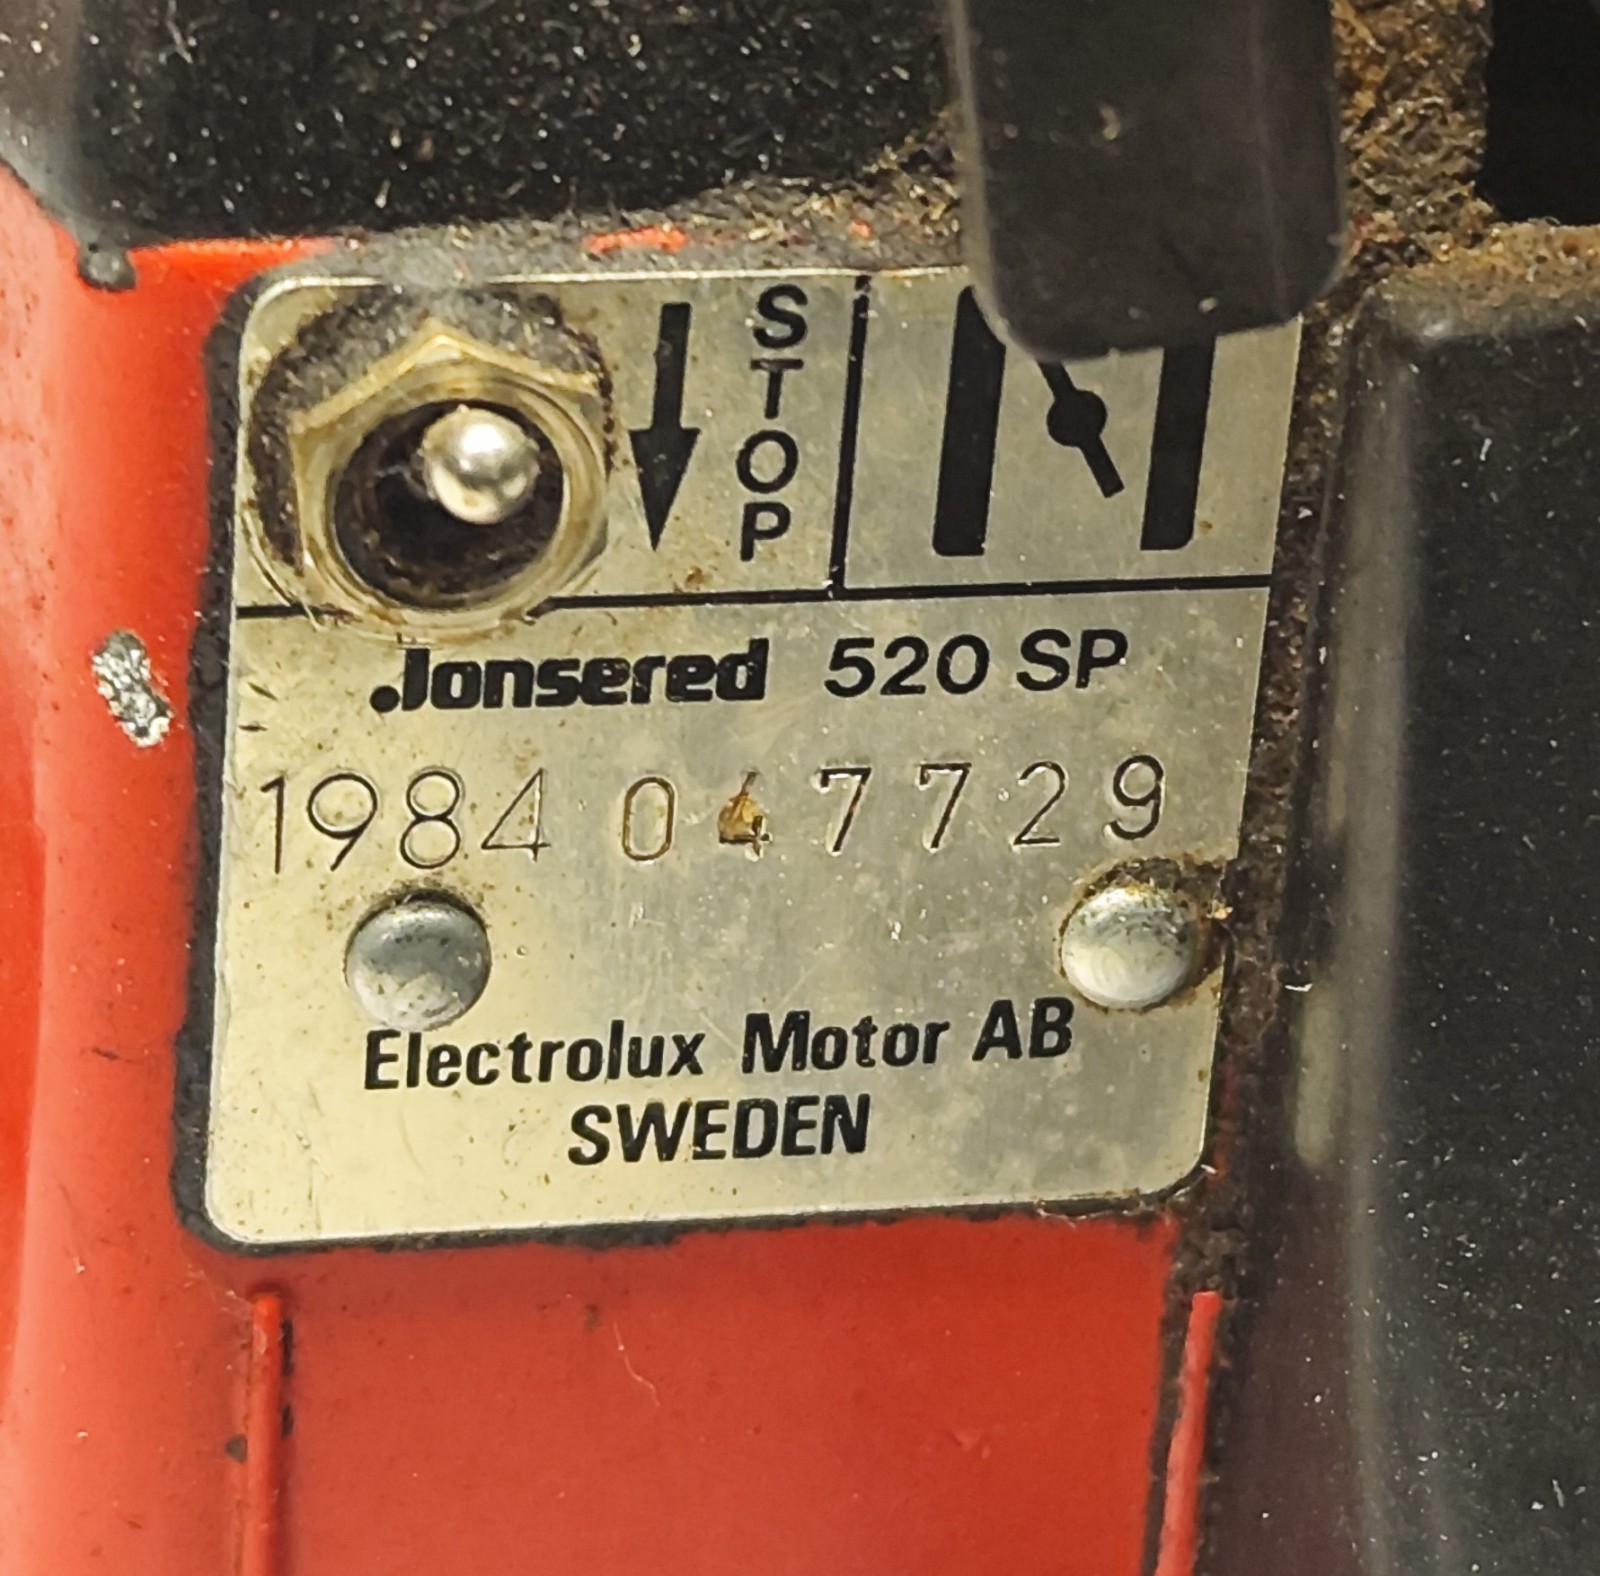 STOP
Jonsered 520 SP
1984 047729
Electrolux Motor AB
SWEDEN